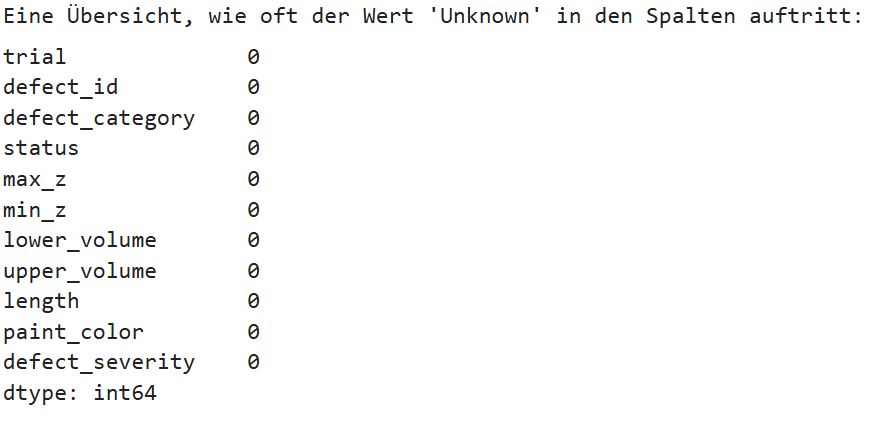 Eine Übersicht, wie oft der Wert 'Unknown' in den Spalten auftritt:
trial 0
defect_id 0
defect_category 0
status 0
max_z 0
min_z 0
lower_volume 0
upper_volume 0
length 0
paint_color 0
defect_severity 0
dtype: int64